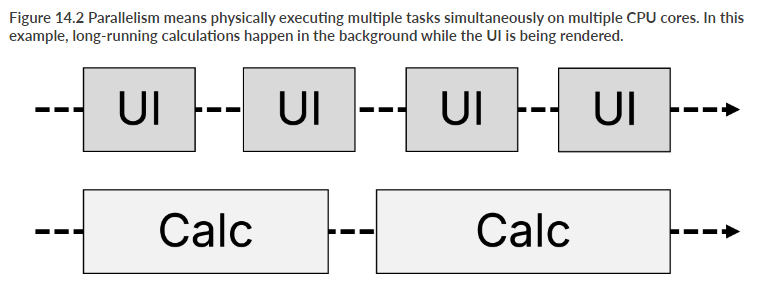 Figure 14.2 Parallelism means physically executing multiple tasks simultaneously on multiple CPU cores. In this
example, long-running calculations happen in the background while the UI is being rendered.
UI UI UI UI
Calc Calc